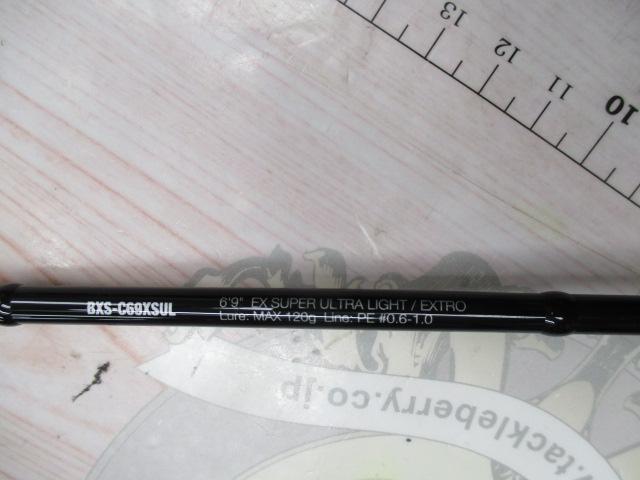 13
12
11
10
BXS-C69XSUL
6'9" FX SUPER ULTRA LIGHT / EXTRO
Lure: MAX 120g Line: PE #0.6-1.0
w.tackleberry.co.jp